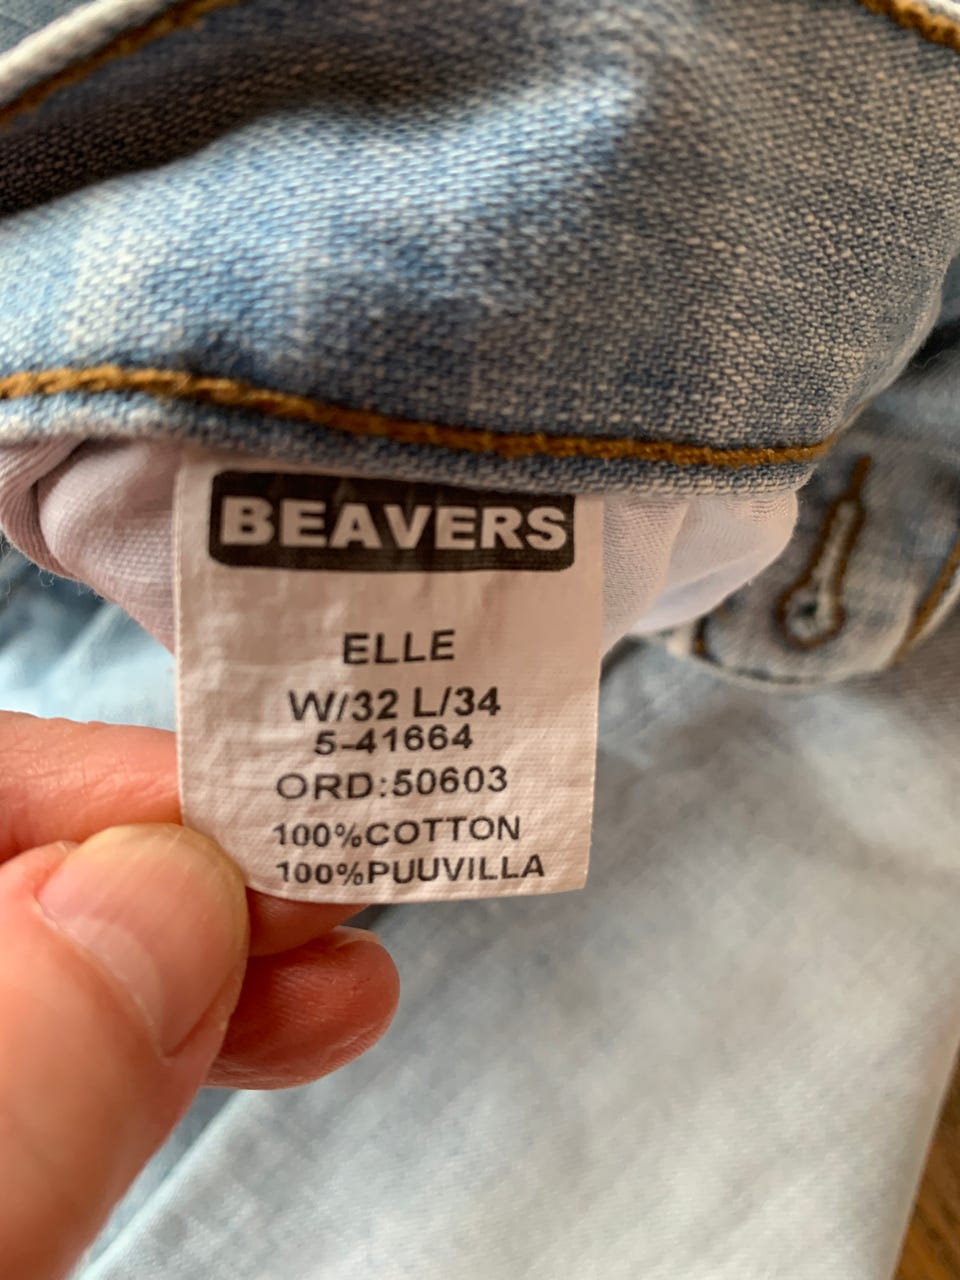 BEAVERS
ELLE
W/32 L/34
5-41664
ORD:50603
100%COTTON
100%PUUVILLA